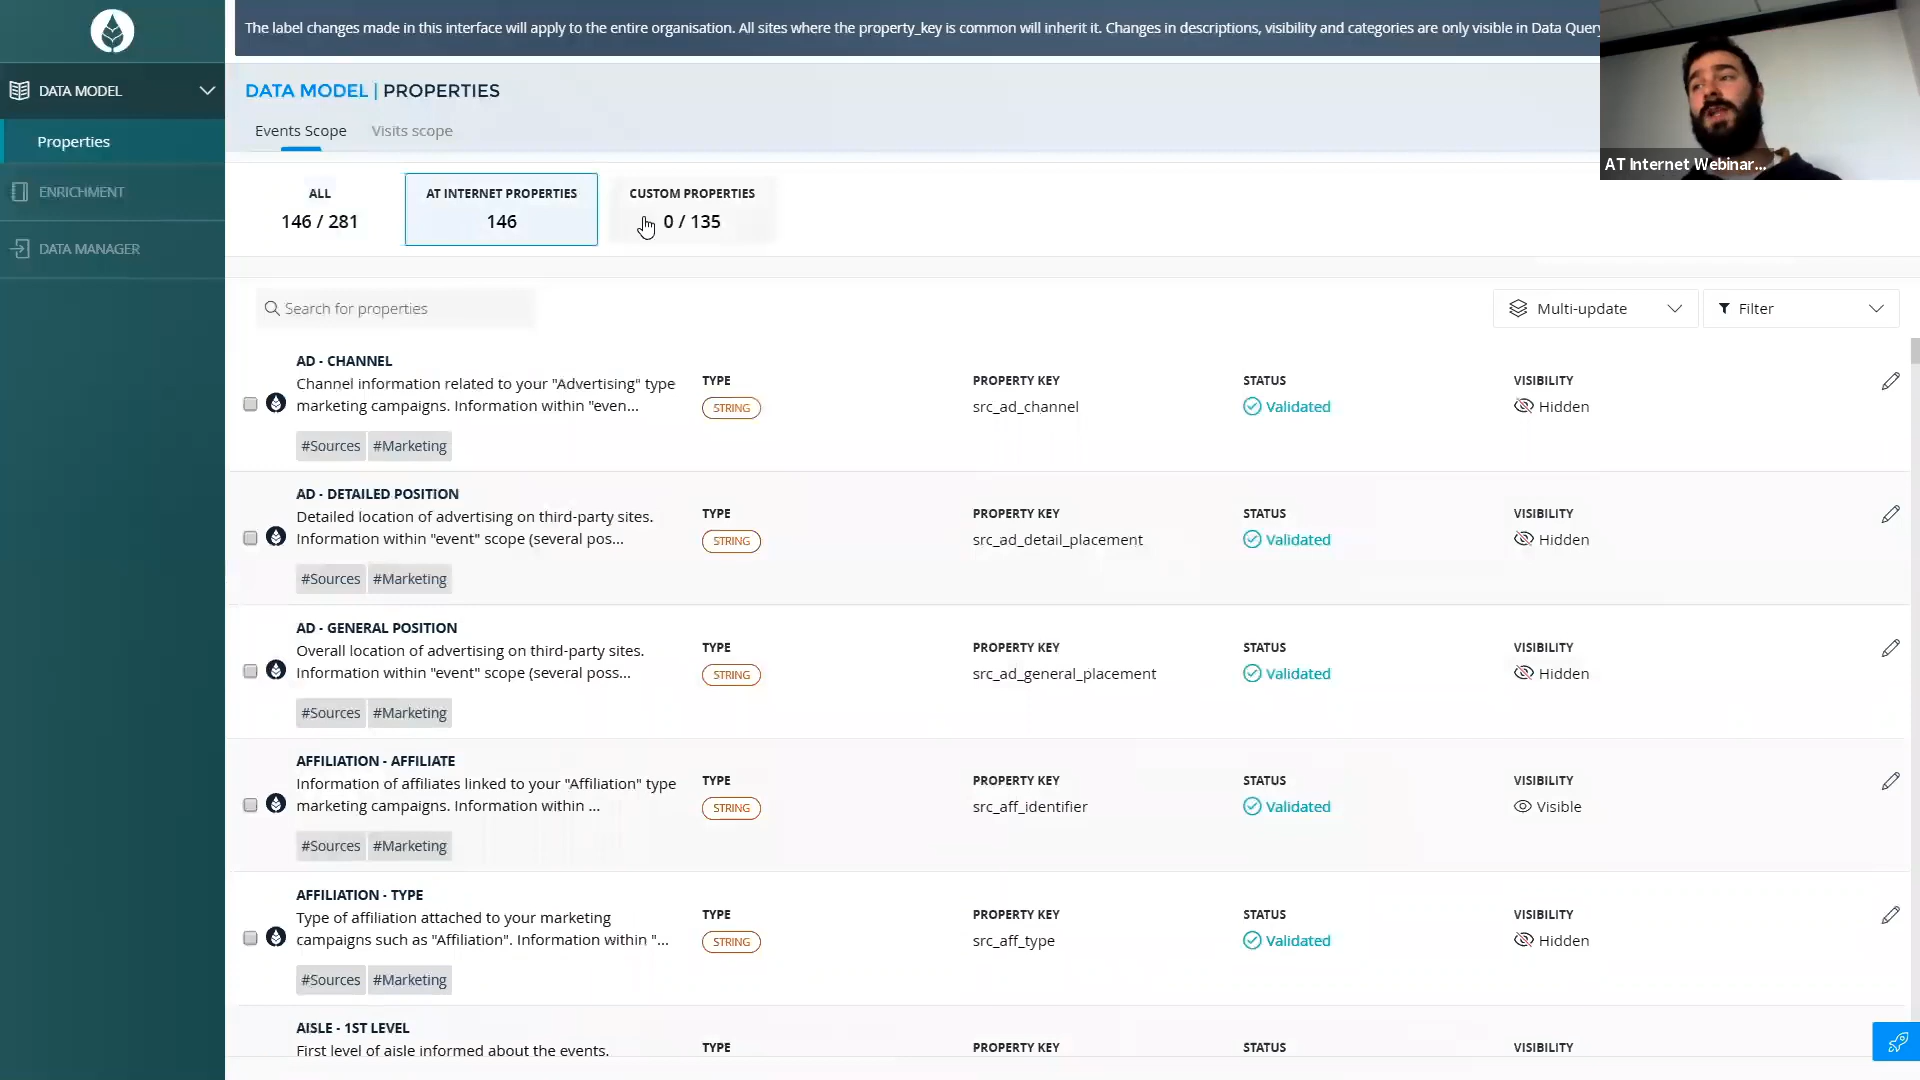 The label changes made in this interface will apply to the entire organisation. All sites where the property_key is common will inherit it. Changes in descriptions, visibility and categories are only visible in Data Query
DATA MODEL
Properties
ENRICHMENT
DATA MANAGER
DATA MODEL | PROPERTIES
Events Scope
Visits scope
AT Internet Webinar...
ALL
146 / 281
AT INTERNET PROPERTIES
146
CUSTOM PROPERTIES
0 / 135
Search for properties
Multi-update
Filter
AD - CHANNEL
Channel information related to your "Advertising" type
marketing campaigns. Information within "even...
#Sources #Marketing
TYPE
STRING
PROPERTY KEY
src_ad_channel
STATUS
Validated
VISIBILITY
Hidden
AD - DETAILED POSITION
Detailed location of advertising on third-party sites.
Information within "event" scope (several pos...
#Sources #Marketing
TYPE
STRING
PROPERTY KEY
src_ad_detail_placement
STATUS
Validated
VISIBILITY
Hidden
AD - GENERAL POSITION
Overall location of advertising on third-party sites.
Information within "event" scope (several poss...
#Sources #Marketing
TYPE
STRING
PROPERTY KEY
src_ad_general_placement
STATUS
Validated
VISIBILITY
Hidden
AFFILIATION - AFFILIATE
Information of affiliates linked to your "Affiliation" type
marketing campaigns. Information within ...
#Sources #Marketing
TYPE
STRING
PROPERTY KEY
src_aff_identifier
STATUS
Validated
VISIBILITY
Visible
AFFILIATION - TYPE
Type of affiliation attached to your marketing
campaigns such as "Affiliation". Information within "...
#Sources #Marketing
TYPE
STRING
PROPERTY KEY
src_aff_type
STATUS
Validated
VISIBILITY
Hidden
AISLE - 1ST LEVEL
First level of aisle informed about the events.
TYPE
PROPERTY KEY
STATUS
VISIBILITY